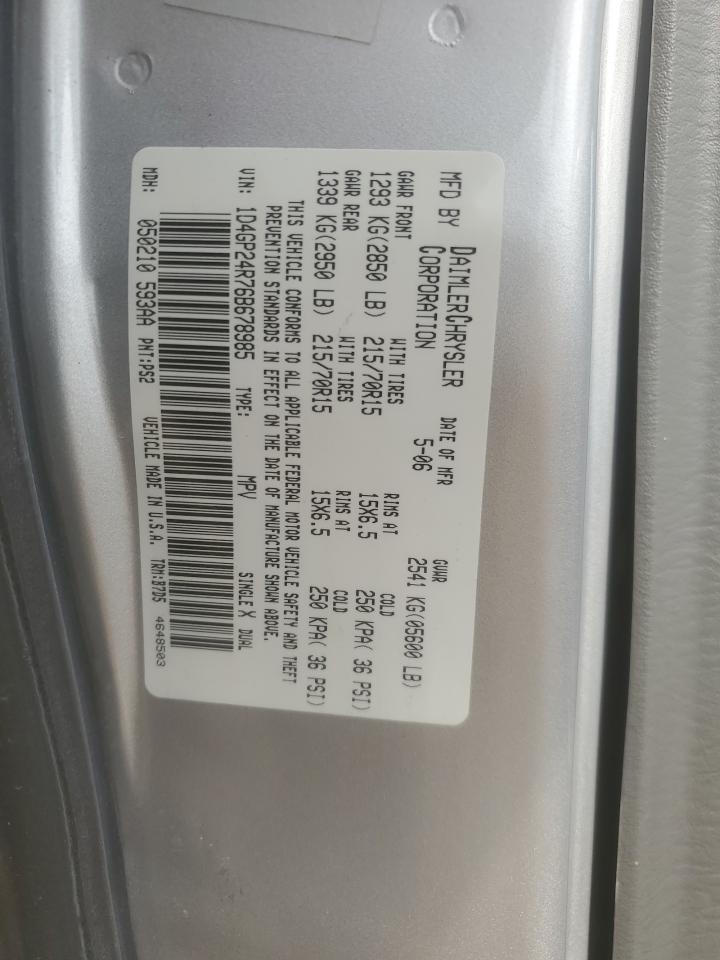 MFD BY DAIMLERCHRYSLER CORPORATION DATE OF MFR 5-06 GVWR 2541 KG(05600 LB)
GAWR FRONT WITH TIRES RIMS AT COLD
1293 KG(2850 LB) 215/70R15 15X6.5 250 KPA( 36 PSI)
GAWR REAR WITH TIRES RIMS AT COLD
1339 KG(2950 LB) 215/70R15 15X6.5 250 KPA( 36 PSI)
THIS VEHICLE CONFORMS TO ALL APPLICABLE FEDERAL MOTOR VEHICLE SAFETY AND THEFT
PREVENTION STANDARDS IN EFFECT ON THE DATE OF MANUFACTURE SHOWN ABOVE.
VIN: 1D4GP24R76B678985 TYPE: MPV SINGLE X DUAL
MDH: 050210 593AA PNT:PS2 VEHICLE MADE IN U.S.A. TRM:B7D5 4648503